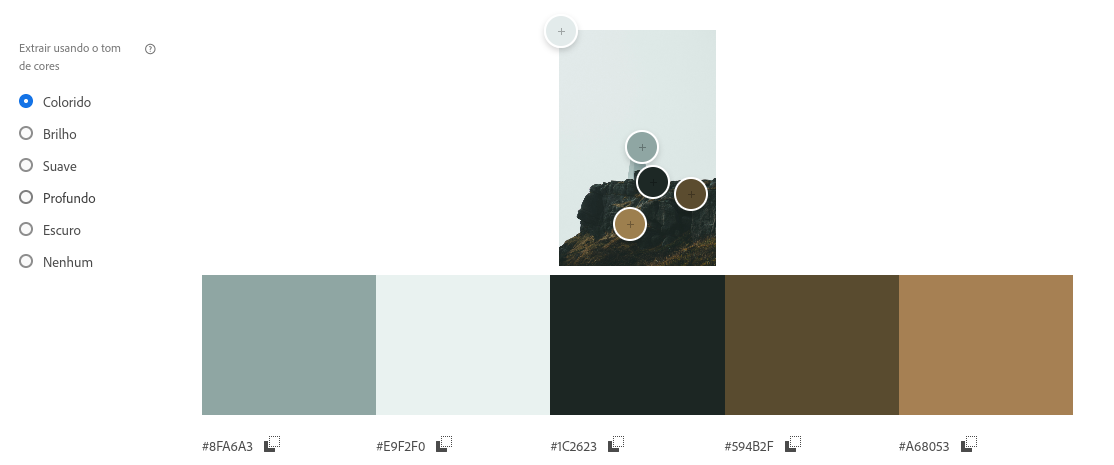 Extrair usando o tom
de cores
Colorido
Brilho
Suave
Profundo
Escuro
Nenhum
#8FA6A3
#E9F2F0
#1C2623
#594B2F
#A68053